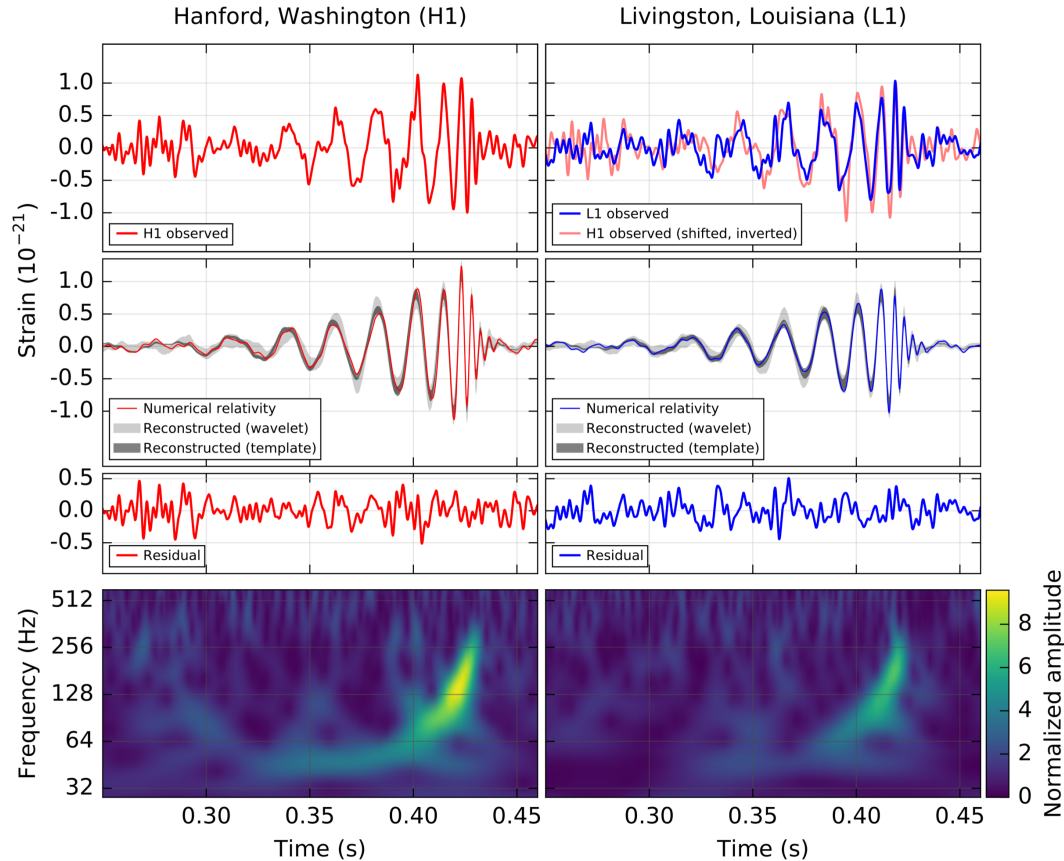 Hanford, Washington (H1)
Livingston, Louisiana (L1)
Strain (10⁻²¹)
1.0
0.5
0.0
-0.5
-1.0
H1 observed
L1 observed
H1 observed (shifted, inverted)
1.0
0.5
0.0
-0.5
-1.0
Numerical relativity
Reconstructed (wavelet)
Reconstructed (template)
Numerical relativity
Reconstructed (wavelet)
Reconstructed (template)
0.5
0.0
-0.5
Residual
Residual
Frequency (Hz)
512
256
128
64
32
0.30
0.35
0.40
0.45
Time (s)
0.30
0.35
0.40
0.45
Time (s)
Normalized amplitude
8
6
4
2
0